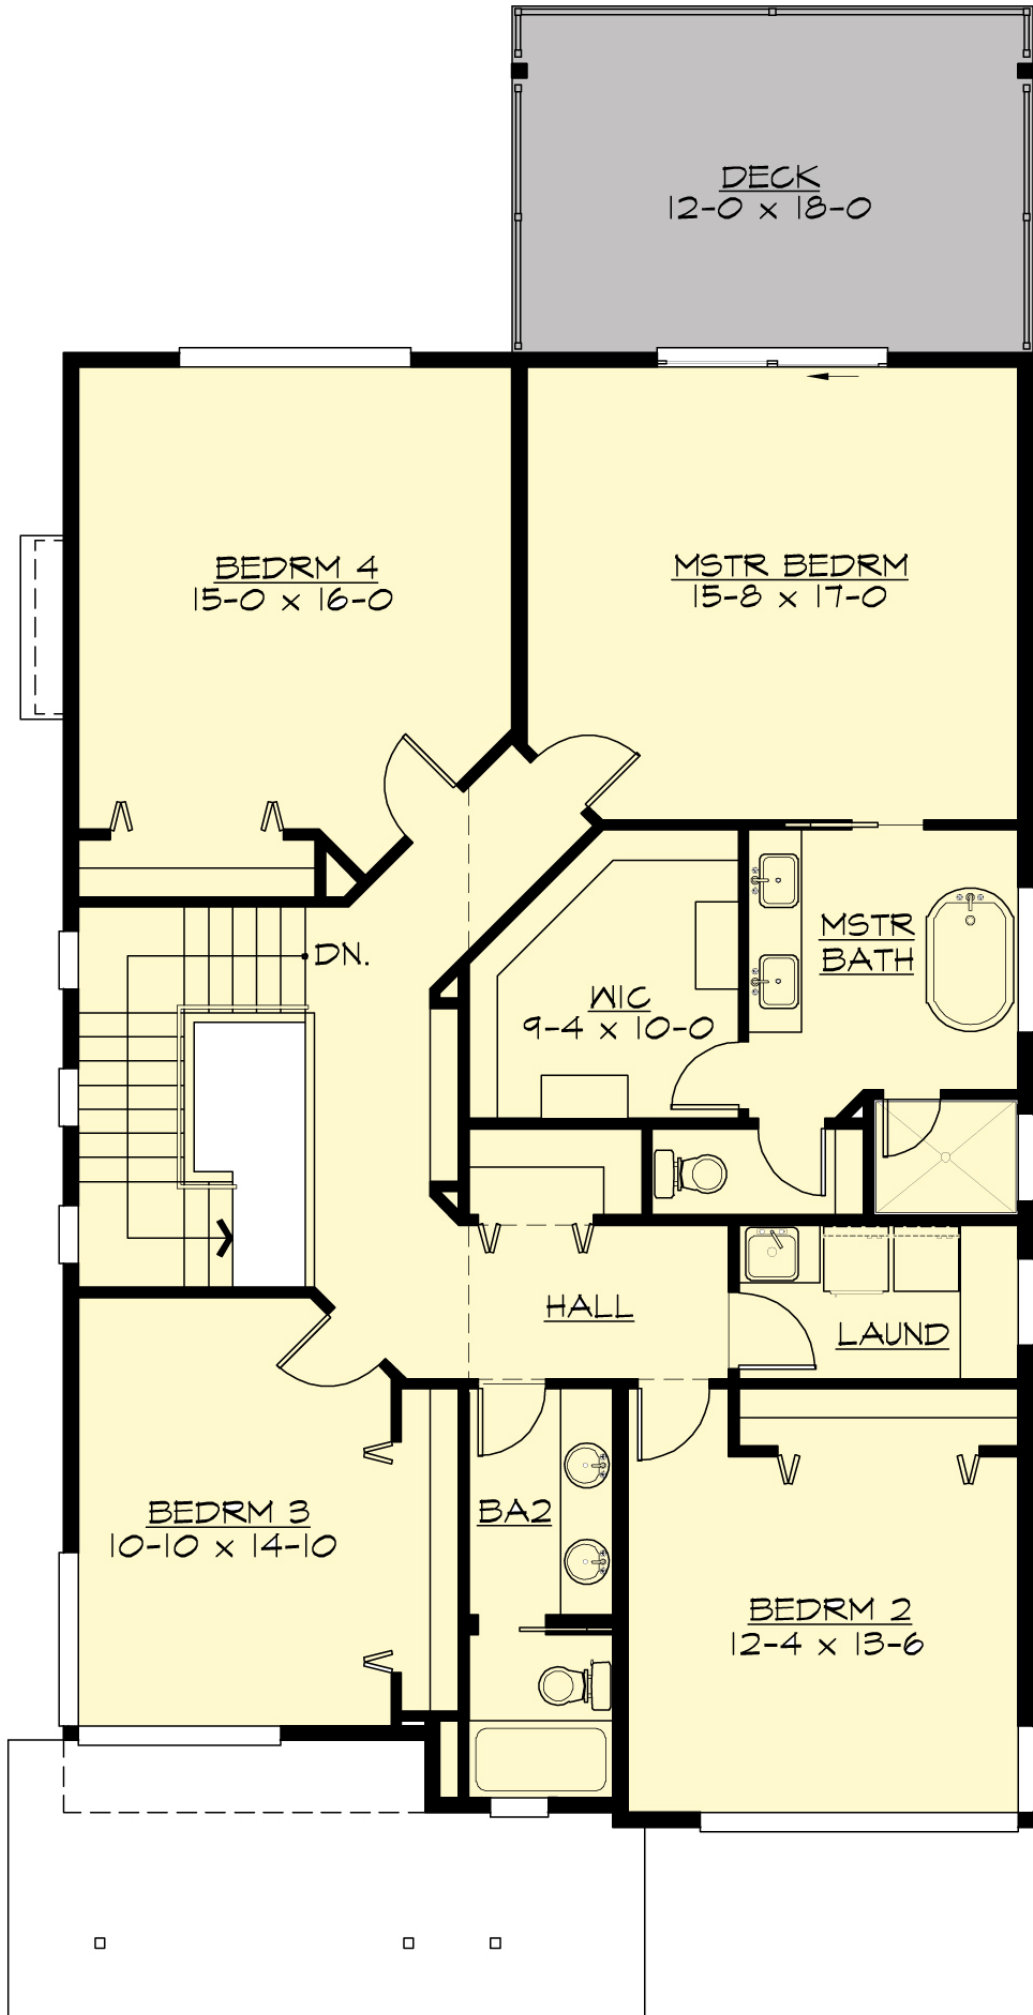 DECK
12-0 x 18-0
BEDRM 4
15-0 x 16-0
MSTR BEDRM
15-8 x 17-0
DN.
MSTR
BATH
WIC
9-4 x 10-0
HALL
LAUND
BEDRM 3
10-10 x 14-10
BA2
BEDRM 2
12-4 x 13-6